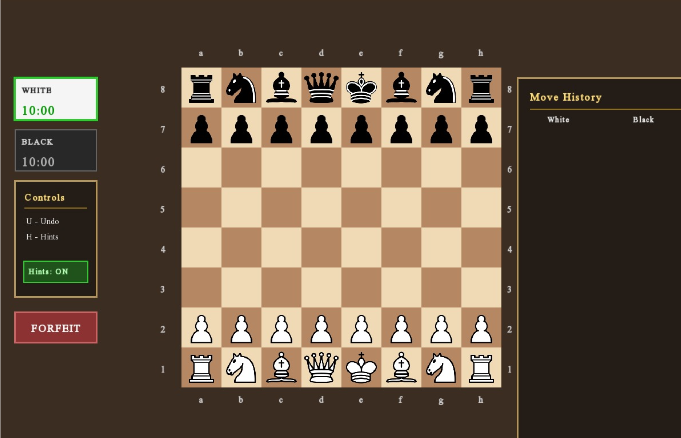 WHITE
10:00
BLACK
10:00
Controls
U - Undo
H - Hints
Hints: ON
FORFEIT
a b c d e f g h
8 8
7 7
6 6
5 5
4 4
3 3
2 2
1 1
a b c d e f g h
Move History
White Black